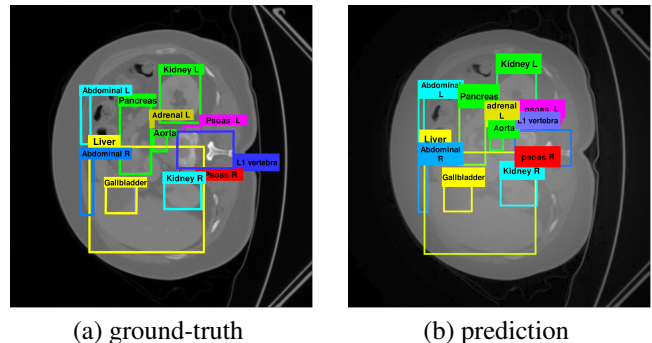 Kidney L
Abdominal L
Pancreas
Adrenal L
Psoas L
Aorta
Liver
Abdominal R
L1 vertebra
Psoas R
Kidney R
Gallbladder
(a) ground-truth
Kidney L
Abdominal
L
Pancreas
adrenal
L
psoas L
L1 vertebra
Aorta
Liver
Abdominal
R
psoas R
Kidney R
Gallbladder
(b) prediction